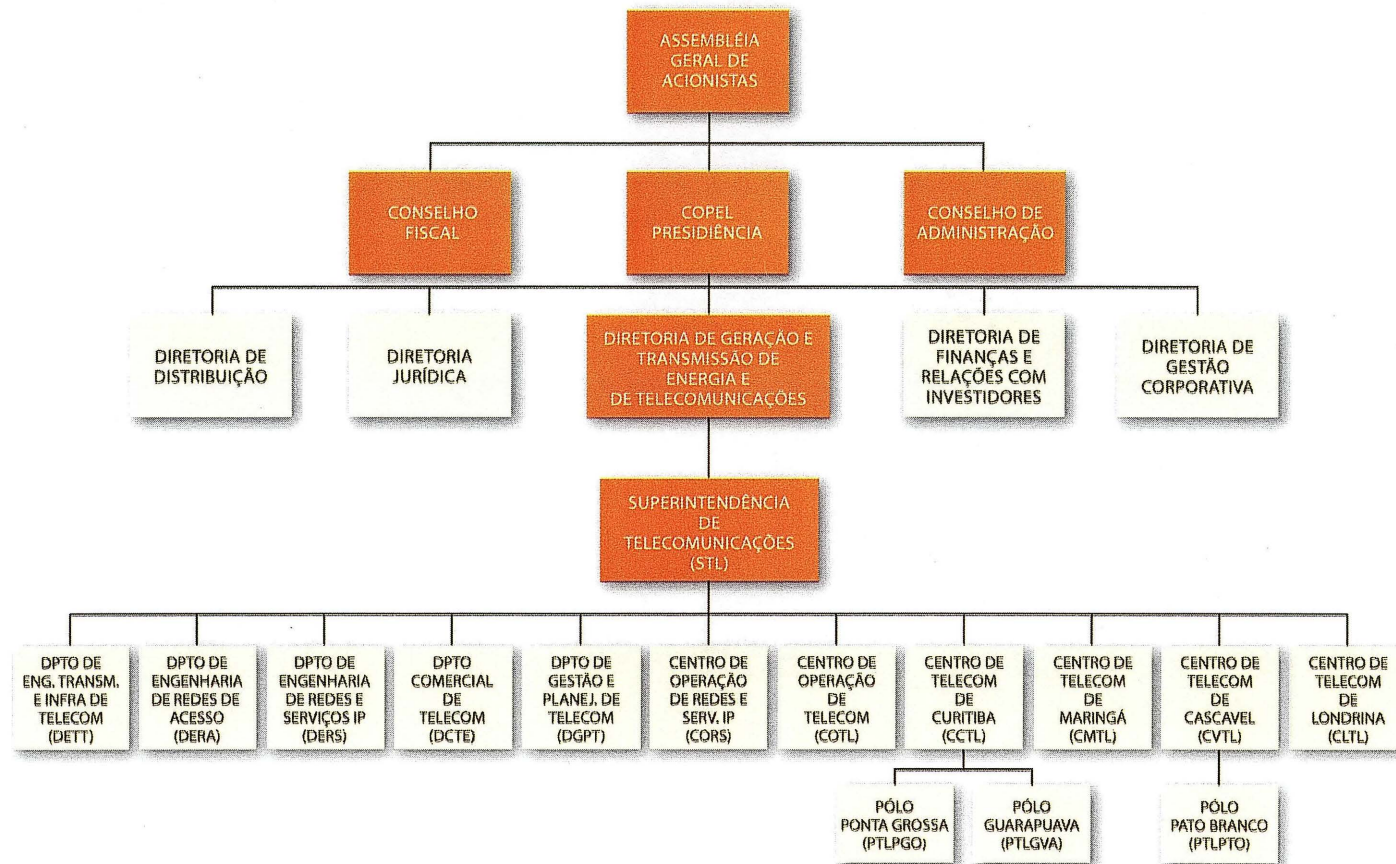 ASSEMBLÉIA
GERAL DE
ACIONISTAS
CONSELHO
FISCAL
COPEL
PRESIDIÊNCIA
CONSELHO DE
ADMINISTRAÇÃO
DIRETORIA DE
DISTRIBUIÇÃO
DIRETORIA
JURÍDICA
DIRETORIA DE GERAÇÃO E
TRANSMISSÃO DE
ENERGIA E
DE TELECOMUNICAÇÕES
DIRETORIA DE
FINANÇAS E
RELAÇÕES COM
INVESTIDORES
DIRETORIA DE
GESTÃO
CORPORATIVA
SUPERINTENDÊNCIA
DE
TELECOMUNICAÇÕES
(STL)
DPTO DE
ENG. TRANSM.
E INFRA DE
TELECOM
(DETT)
DPTO DE
ENGENHARIA
DE REDES DE
ACESSO
(DERA)
DPTO DE
ENGENHARIA
DE REDES E
SERVIÇOS IP
(DERS)
DPTO
COMERCIAL
DE
TELECOM
(DCTE)
DPTO DE
GESTÃO E
PLANEJ. DE
TELECOM
(DGPT)
CENTRO DE
OPERAÇÃO
DE REDES E
SERV. IP
(CORS)
CENTRO DE
OPERAÇÃO
DE
TELECOM
(COTL)
CENTRO DE
TELECOM
DE
CURITIBA
(CCTL)
CENTRO DE
TELECOM
DE
MARINGÁ
(CMTL)
CENTRO DE
TELECOM
DE
CASCAVEL
(CVTL)
CENTRO DE
TELECOM
DE
LONDRINA
(CLTL)
PÓLO
PONTA GROSSA
(PTLPGO)
PÓLO
GUARAPUAVA
(PTLGVA)
PÓLO
PATO BRANCO
(PTLPTO)